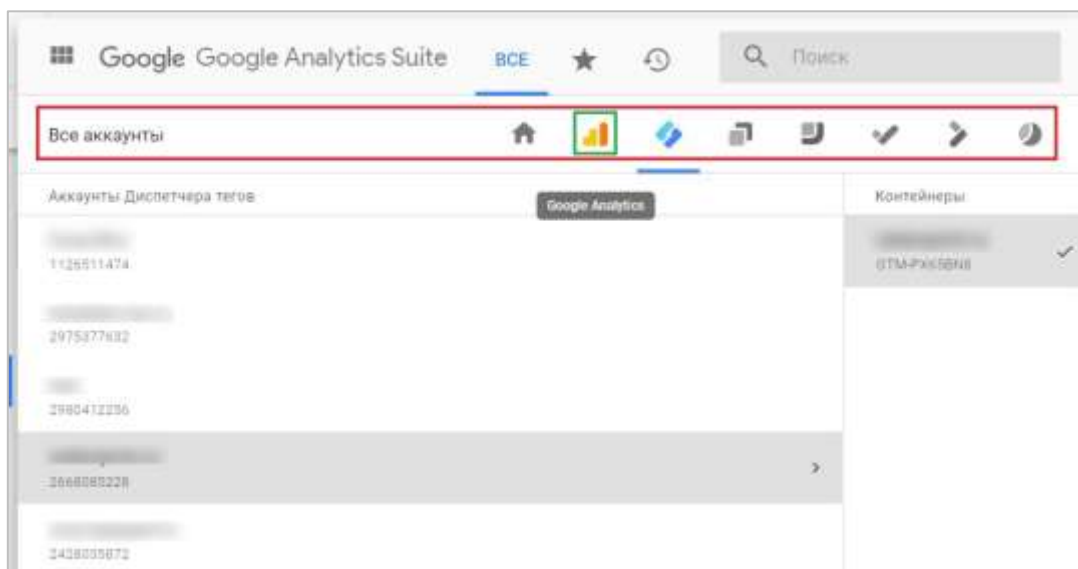 Google Google Analytics Suite ВСЕ Поиск
Все аккаунты
Google Analytics
Аккаунты Диспетчера тегов Контейнеры
1126511474
2975377632
2980412256
2668085228
2428035872